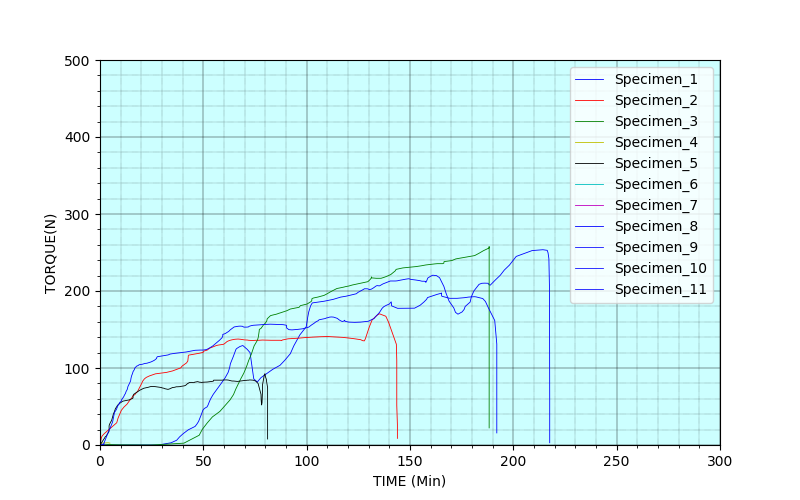 500
400
300
200
100
0
TORQUE(N)
0 50 100 150 200 250 300
TIME (Min)
Specimen_1
Specimen_2
Specimen_3
Specimen_4
Specimen_5
Specimen_6
Specimen_7
Specimen_8
Specimen_9
Specimen_10
Specimen_11